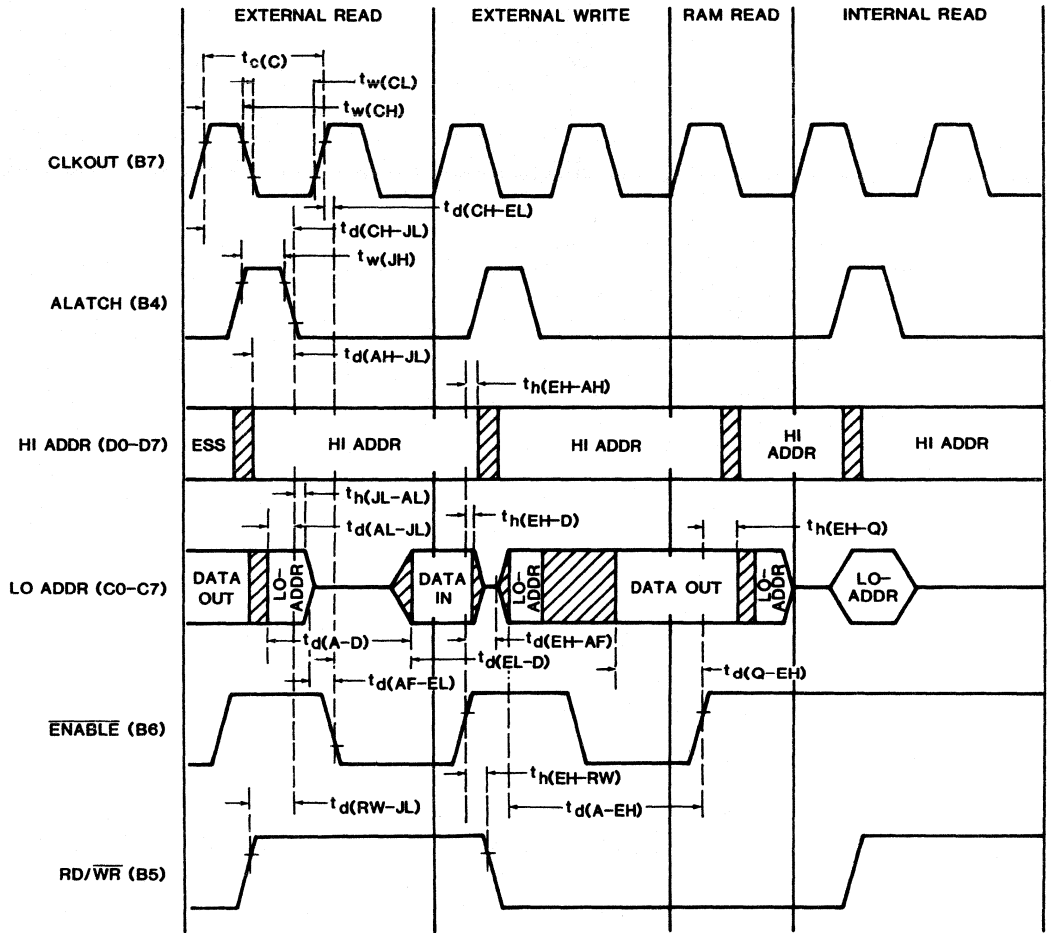 EXTERNAL READ EXTERNAL WRITE RAM READ INTERNAL READ
tc(C)
tw(CL)
tw(CH)
CLKOUT (B7)
td(CH–EL)
td(CH–JL)
tw(JH)
ALATCH (B4)
td(AH–JL)
th(EH–AH)
HI ADDR (D0–D7) ESS HI ADDR HI ADDR HI ADDR HI ADDR
th(JL–AL)
th(EH–D)
td(AL–JL)
th(EH–Q)
LO ADDR (C0–C7) DATA OUT LO-ADDR DATA IN LO-ADDR DATA OUT LO-ADDR LO-ADDR
td(A–D)
td(EH–AF)
td(EL–D)
td(Q–EH)
td(AF–EL)
ENABLE (B6)
th(EH–RW)
td(RW–JL)
td(A–EH)
RD/WR (B5)